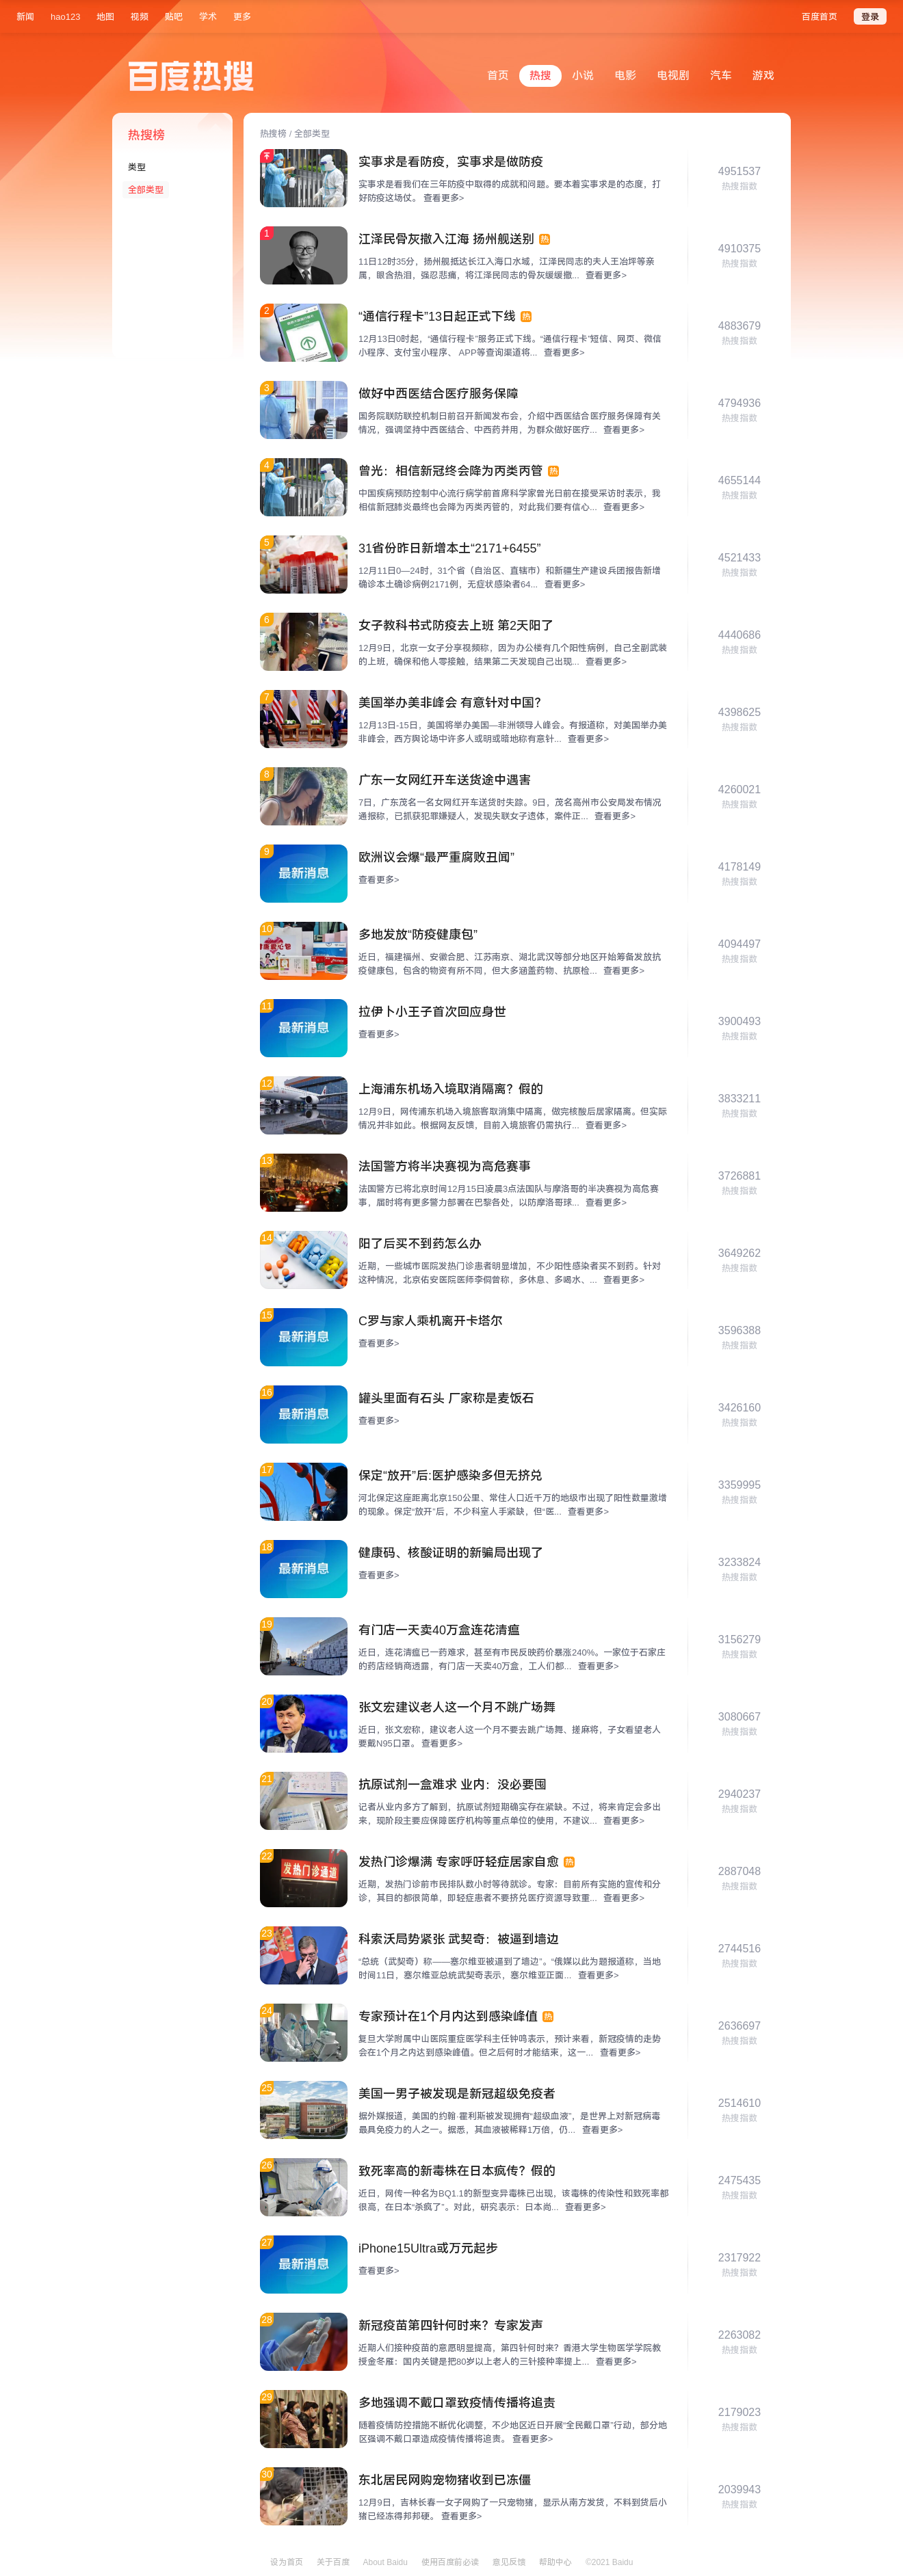 新闻 hao123 地图 视频 贴吧 学术 更多 百度首页 登录
百度热搜 首页 热搜 小说 电影 电视剧 汽车 游戏
热搜榜
类型
全部类型
热搜榜 / 全部类型
实事求是看防疫，实事求是做防疫
实事求是看我们在三年防疫中取得的成就和问题。要本着实事求是的态度，打
好防疫这场仗。 查看更多>
4951537
热搜指数
1
江泽民骨灰撒入江海 扬州舰送别 热
11日12时35分，扬州舰抵达长江入海口水域，江泽民同志的夫人王冶坪等亲
属，眼含热泪，强忍悲痛，将江泽民同志的骨灰缓缓撒... 查看更多>
4910375
热搜指数
2
“通信行程卡”13日起正式下线 热
12月13日0时起，“通信行程卡”服务正式下线。“通信行程卡”短信、网页、微信
小程序、支付宝小程序、 APP等查询渠道将... 查看更多>
4883679
热搜指数
3
做好中西医结合医疗服务保障
国务院联防联控机制日前召开新闻发布会，介绍中西医结合医疗服务保障有关
情况，强调坚持中西医结合、中西药并用，为群众做好医疗... 查看更多>
4794936
热搜指数
4
曾光：相信新冠终会降为丙类丙管 热
中国疾病预防控制中心流行病学前首席科学家曾光日前在接受采访时表示，我
相信新冠肺炎最终也会降为丙类丙管的，对此我们要有信心... 查看更多>
4655144
热搜指数
5
31省份昨日新增本土“2171+6455”
12月11日0—24时，31个省（自治区、直辖市）和新疆生产建设兵团报告新增
确诊本土确诊病例2171例，无症状感染者64... 查看更多>
4521433
热搜指数
6
女子教科书式防疫去上班 第2天阳了
12月9日，北京一女子分享视频称，因为办公楼有几个阳性病例，自己全副武装
的上班，确保和他人零接触，结果第二天发现自己出现... 查看更多>
4440686
热搜指数
7
美国举办美非峰会 有意针对中国？
12月13日-15日，美国将举办美国—非洲领导人峰会。有报道称，对美国举办美
非峰会，西方舆论场中许多人或明或暗地称有意针... 查看更多>
4398625
热搜指数
8
广东一女网红开车送货途中遇害
7日，广东茂名一名女网红开车送货时失踪。9日，茂名高州市公安局发布情况
通报称，已抓获犯罪嫌疑人，发现失联女子遗体，案件正... 查看更多>
4260021
热搜指数
9
最新消息
欧洲议会爆“最严重腐败丑闻”
查看更多>
4178149
热搜指数
10
多地发放“防疫健康包”
近日，福建福州、安徽合肥、江苏南京、湖北武汉等部分地区开始筹备发放抗
疫健康包，包含的物资有所不同，但大多涵盖药物、抗原检... 查看更多>
4094497
热搜指数
11
最新消息
拉伊卜小王子首次回应身世
查看更多>
3900493
热搜指数
12
上海浦东机场入境取消隔离？假的
12月9日，网传浦东机场入境旅客取消集中隔离，做完核酸后居家隔离。但实际
情况并非如此。根据网友反馈，目前入境旅客仍需执行... 查看更多>
3833211
热搜指数
13
法国警方将半决赛视为高危赛事
法国警方已将北京时间12月15日凌晨3点法国队与摩洛哥的半决赛视为高危赛
事，届时将有更多警力部署在巴黎各处，以防摩洛哥球... 查看更多>
3726881
热搜指数
14
阳了后买不到药怎么办
近期，一些城市医院发热门诊患者明显增加，不少阳性感染者买不到药。针对
这种情况，北京佑安医院医师李侗曾称，多休息、多喝水、... 查看更多>
3649262
热搜指数
15
最新消息
C罗与家人乘机离开卡塔尔
查看更多>
3596388
热搜指数
16
最新消息
罐头里面有石头 厂家称是麦饭石
查看更多>
3426160
热搜指数
17
保定“放开”后:医护感染多但无挤兑
河北保定这座距离北京150公里、常住人口近千万的地级市出现了阳性数量激增
的现象。保定“放开”后，不少科室人手紧缺，但“医... 查看更多>
3359995
热搜指数
18
最新消息
健康码、核酸证明的新骗局出现了
查看更多>
3233824
热搜指数
19
有门店一天卖40万盒连花清瘟
近日，连花清瘟已一药难求，甚至有市民反映药价暴涨240%。一家位于石家庄
的药店经销商透露，有门店一天卖40万盒，工人们都... 查看更多>
3156279
热搜指数
20
张文宏建议老人这一个月不跳广场舞
近日，张文宏称，建议老人这一个月不要去跳广场舞、搓麻将，子女看望老人
要戴N95口罩。 查看更多>
3080667
热搜指数
21
抗原试剂一盒难求 业内：没必要囤
记者从业内多方了解到，抗原试剂短期确实存在紧缺。不过，将来肯定会多出
来，现阶段主要应保障医疗机构等重点单位的使用，不建议... 查看更多>
2940237
热搜指数
22
发热门诊通道
发热门诊爆满 专家呼吁轻症居家自愈 热
近期，发热门诊前市民排队数小时等待就诊。专家：目前所有实施的宣传和分
诊，其目的都很简单，即轻症患者不要挤兑医疗资源导致重... 查看更多>
2887048
热搜指数
23
科索沃局势紧张 武契奇：被逼到墙边
“总统（武契奇）称——塞尔维亚被逼到了墙边”。“俄媒以此为题报道称，当地
时间11日，塞尔维亚总统武契奇表示，塞尔维亚正面... 查看更多>
2744516
热搜指数
24
专家预计在1个月内达到感染峰值 热
复旦大学附属中山医院重症医学科主任钟鸣表示，预计来看，新冠疫情的走势
会在1个月之内达到感染峰值。但之后何时才能结束，这一... 查看更多>
2636697
热搜指数
25
美国一男子被发现是新冠超级免疫者
据外媒报道，美国的约翰·霍利斯被发现拥有“超级血液”，是世界上对新冠病毒
最具免疫力的人之一。据悉，其血液被稀释1万倍，仍... 查看更多>
2514610
热搜指数
26
致死率高的新毒株在日本疯传？假的
近日，网传一种名为BQ1.1的新型变异毒株已出现，该毒株的传染性和致死率都
很高，在日本“杀疯了”。对此，研究表示：日本尚... 查看更多>
2475435
热搜指数
27
最新消息
iPhone15Ultra或万元起步
查看更多>
2317922
热搜指数
28
新冠疫苗第四针何时来？专家发声
近期人们接种疫苗的意愿明显提高，第四针何时来？香港大学生物医学学院教
授金冬雁：国内关键是把80岁以上老人的三针接种率提上... 查看更多>
2263082
热搜指数
29
多地强调不戴口罩致疫情传播将追责
随着疫情防控措施不断优化调整，不少地区近日开展“全民戴口罩”行动，部分地
区强调不戴口罩造成疫情传播将追责。 查看更多>
2179023
热搜指数
30
东北居民网购宠物猪收到已冻僵
12月9日，吉林长春一女子网购了一只宠物猪，显示从南方发货，不料到货后小
猪已经冻得邦邦硬。 查看更多>
2039943
热搜指数
设为首页 关于百度 About Baidu 使用百度前必读 意见反馈 帮助中心 ©2021 Baidu